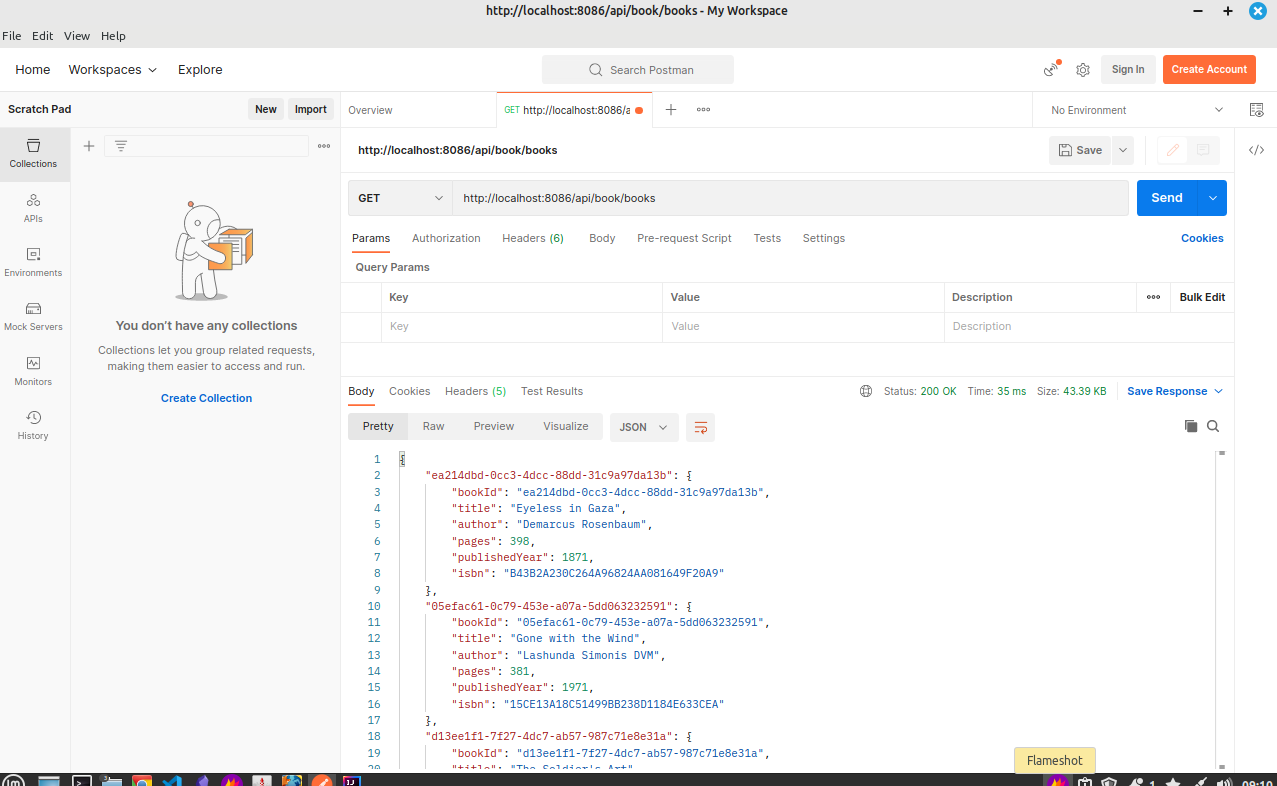 http://localhost:8086/api/book/books - My Workspace
File Edit View Help
Home Workspaces Explore Search Postman Sign In Create Account
Scratch Pad New Import Overview GET http://localhost:8086/a No Environment
Collections
APIs
Environments
Mock Servers
Monitors
History
You don't have any collections
Collections let you group related requests,
making them easier to access and run.
Create Collection
http://localhost:8086/api/book/books Save
GET http://localhost:8086/api/book/books Send
Params Authorization Headers (6) Body Pre-request Script Tests Settings Cookies
Query Params
Key Value Description Bulk Edit
Key Value Description
Body Cookies Headers (5) Test Results Status: 200 OK Time: 35 ms Size: 43.39 KB Save Response
Pretty Raw Preview Visualize JSON
1 {
2 "ea214dbd-0cc3-4dcc-88dd-31c9a97da13b": {
3 "bookId": "ea214dbd-0cc3-4dcc-88dd-31c9a97da13b",
4 "title": "Eyeless in Gaza",
5 "author": "Demarcus Rosenbaum",
6 "pages": 398,
7 "publishedYear": 1871,
8 "isbn": "B43B2A230C264A96824AA081649F20A9"
9 },
10 "05efac61-0c79-453e-a07a-5dd063232591": {
11 "bookId": "05efac61-0c79-453e-a07a-5dd063232591",
12 "title": "Gone with the Wind",
13 "author": "Lashunda Simonis DVM",
14 "pages": 381,
15 "publishedYear": 1971,
16 "isbn": "15CE13A18C51499BB238D1184E633CEA"
17 },
18 "d13ee1f1-7f27-4dc7-ab57-987c71e8e31a": {
19 "bookId": "d13ee1f1-7f27-4dc7-ab57-987c71e8e31a",
20 "title": "The Soldier's Art"
Flameshot
1 09:10